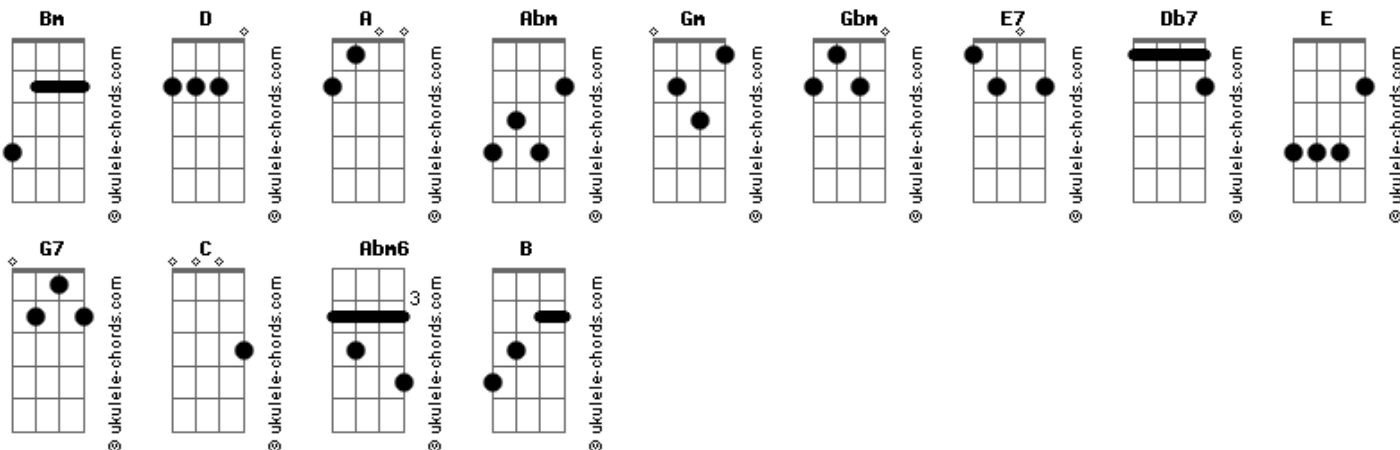 Bm D A Abm Gm Gbm E7 Db7 E
© ukulele-chords.com © ukulele-chords.com © ukulele-chords.com © ukulele-chords.com © ukulele-chords.com © ukulele-chords.com © ukulele-chords.com © ukulele-chords.com © ukulele-chords.com
G7 C Abm6 B
3
© ukulele-chords.com © ukulele-chords.com © ukulele-chords.com © ukulele-chords.com